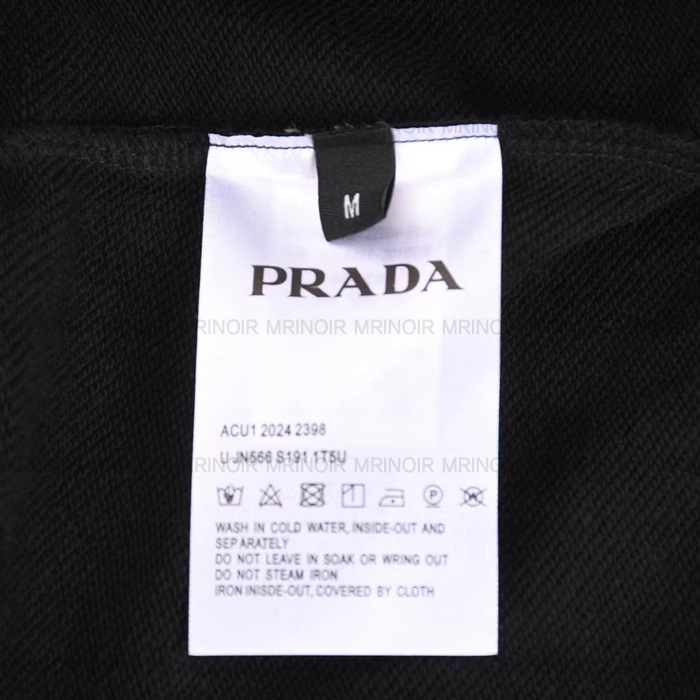 MRINOIR MRINOIR
M
PRADA
MRINOIR MRINOIR MRINOIR MRINOIR
ACU1 2024 2398
U JN566 S191 1T5U
MRINOIR MRINOIR MRINOIR MRINOIR
P
W
WASH IN COLD WATER, INSIDE-OUT AND
SEPARATELY
DO NOT LEAVE IN SOAK OR WRING OUT
DO NOT STEAM IRON
IRON INISDE-OUT, COVERED BY CLOTH